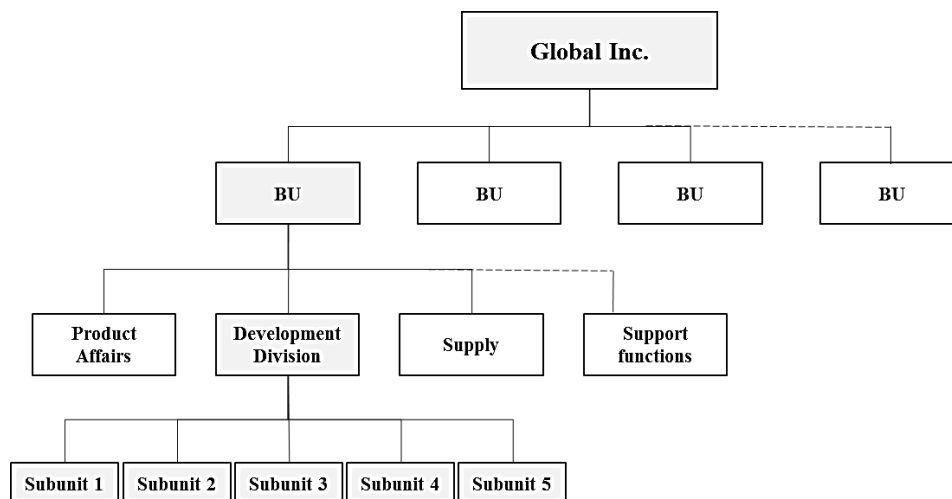 Global Inc.
BU
BU
BU
BU
Product
Affairs
Development
Division
Supply
Support
functions
Subunit 1
Subunit 2
Subunit 3
Subunit 4
Subunit 5